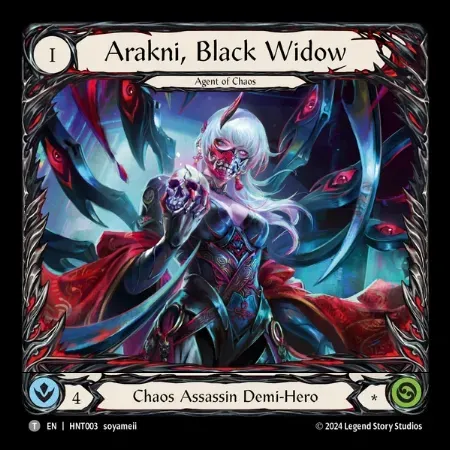 I
Arakni, Black Widow
Agent of Chaos
4
Chaos Assassin Demi-Hero
*
T EN | HNT003 soyameii
© 2024 Legend Story Studios